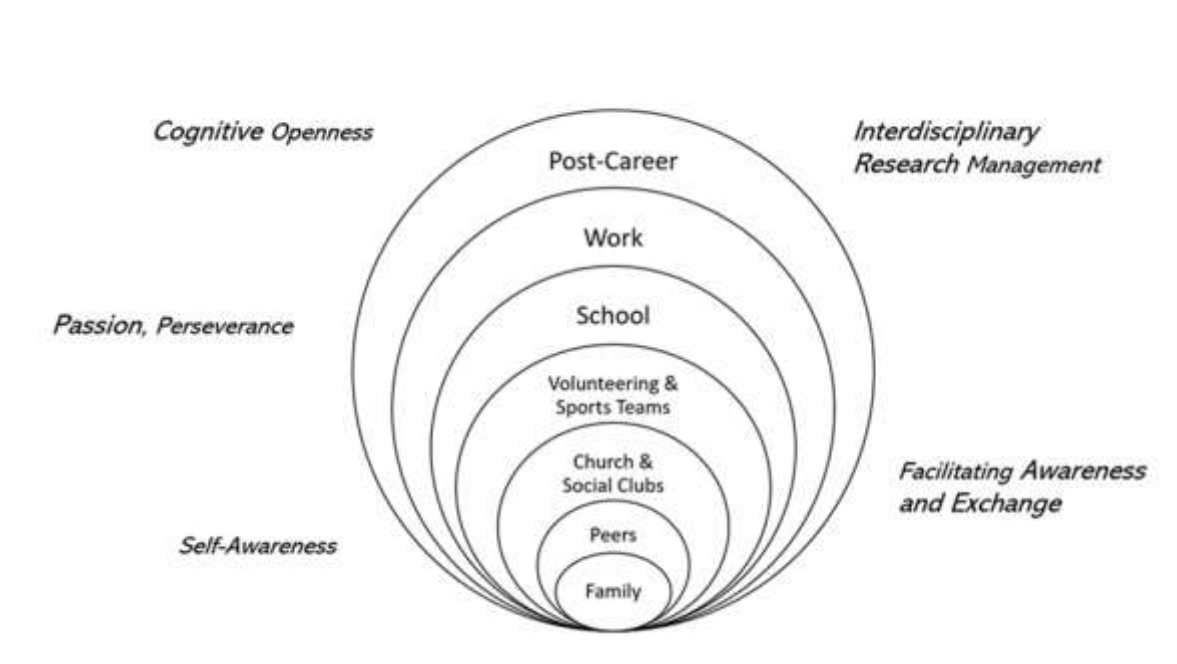 Cognitive Openness
Interdisciplinary
Research Management
Post-Career
Work
School
Passion, Perseverance
Volunteering &
Sports Teams
Church &
Social Clubs
Facilitating Awareness
and Exchange
Peers
Self-Awareness
Family